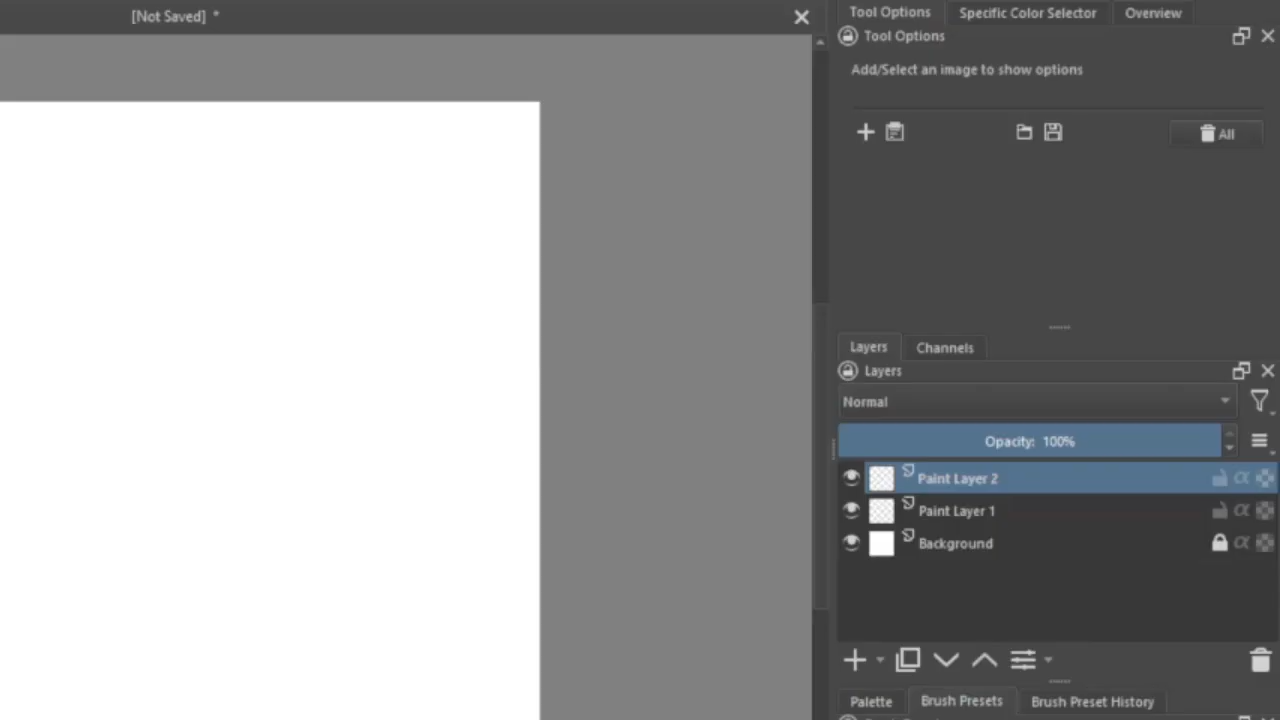 [Not Saved] *
Tool Options Specific Color Selector Overview
Tool Options
Add/Select an image to show options
All
Layers Channels
Layers
Normal
Opacity: 100%
Paint Layer 2
Paint Layer 1
Background
Palette Brush Presets Brush Preset History